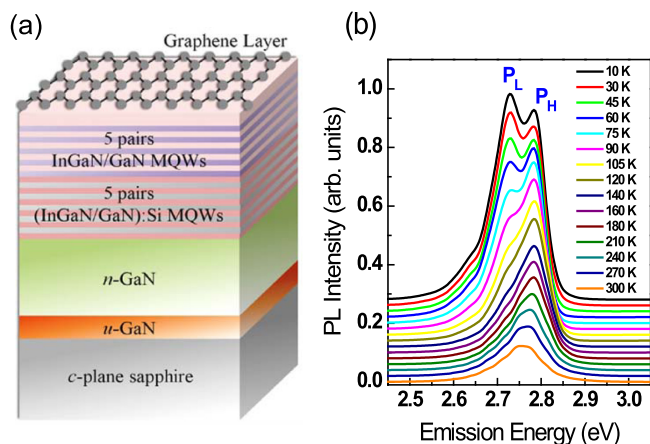 (a)
Graphene Layer
5 pairs
InGaN/GaN MQWs
5 pairs
(InGaN/GaN):Si MQWs
n-GaN
u-GaN
c-plane sapphire
(b)
PL Intensity (arb. units)
1.0
0.8
0.6
0.4
0.2
0.0
P_L
P_H
10 K
30 K
45 K
60 K
75 K
90 K
105 K
120 K
140 K
160 K
180 K
210 K
240 K
270 K
300 K
2.5 2.6 2.7 2.8 2.9 3.0
Emission Energy (eV)